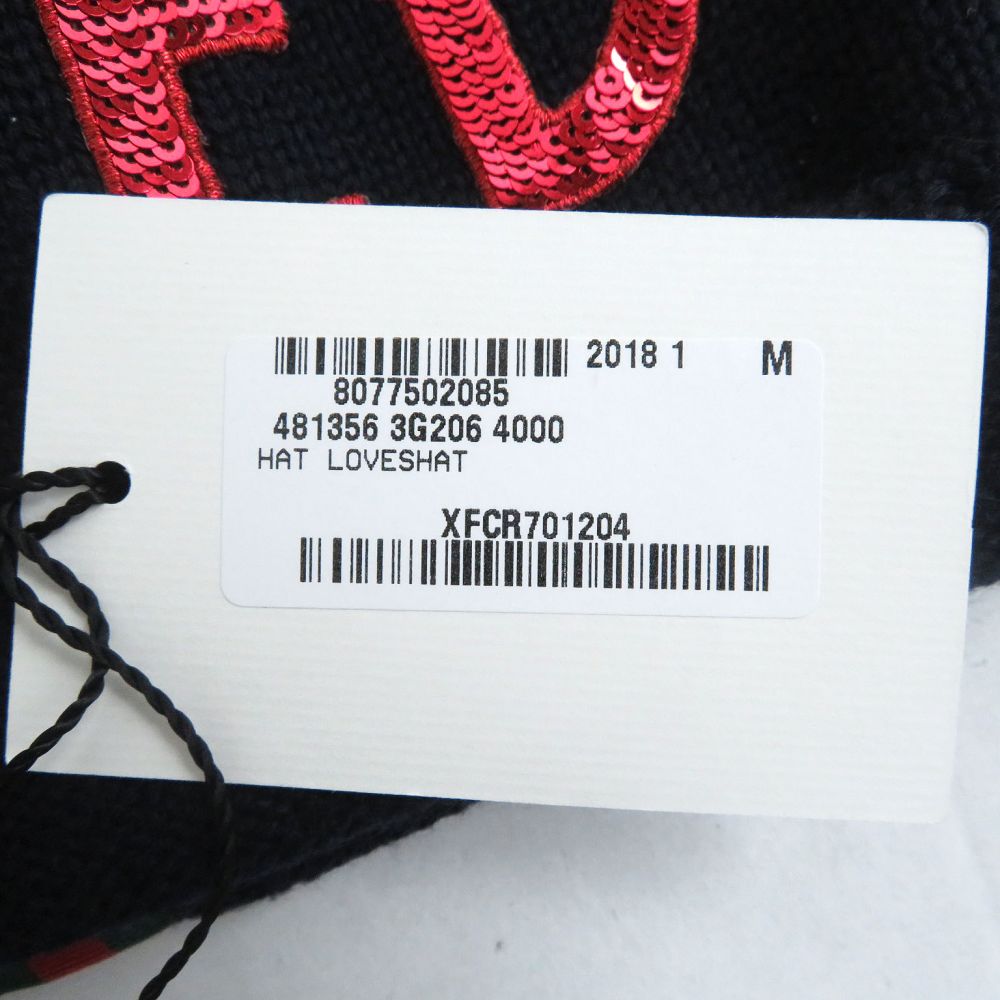 2018 1 M
8077502085
481356 3G206 4000
HAT LOVESHAT
XFCR701204